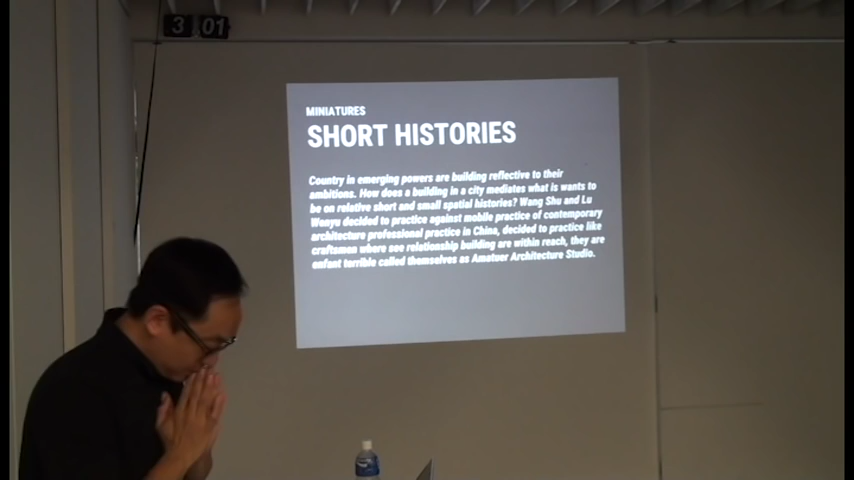 3 01
MINIATURES
SHORT HISTORIES
Country in emerging powers are building reflective to their
ambitions. How does a building in a city mediates what is wants to
be on relative short and small spatial histories? Wang Shu and Lu
Wenyu decided to practice against mobile practice of contemporary
architecture professional practice in China, decided to practice like
craftsmen where see relationship building are within reach, they are
enfant terrible called themselves as Amatuer Architecture Studio.